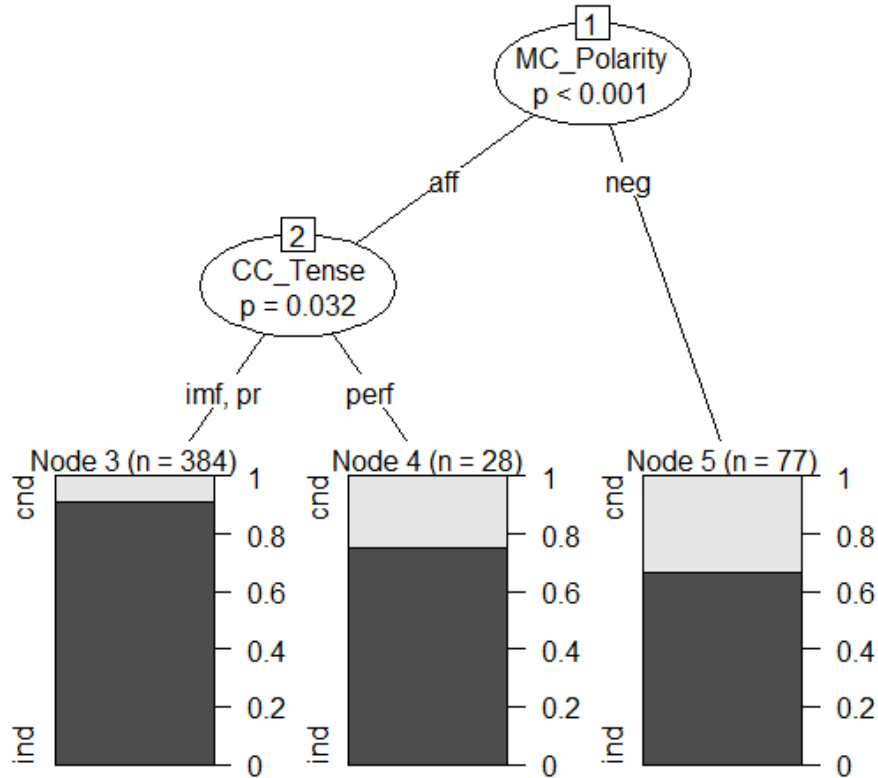 1
MC_Polarity
p < 0.001
aff
neg
2
CC_Tense
p = 0.032
imf, pr
perf
Node 3 (n = 384)
cnd
ind
1
0.8
0.6
0.4
0.2
0
Node 4 (n = 28)
cnd
ind
1
0.8
0.6
0.4
0.2
0
Node 5 (n = 77)
cnd
ind
1
0.8
0.6
0.4
0.2
0